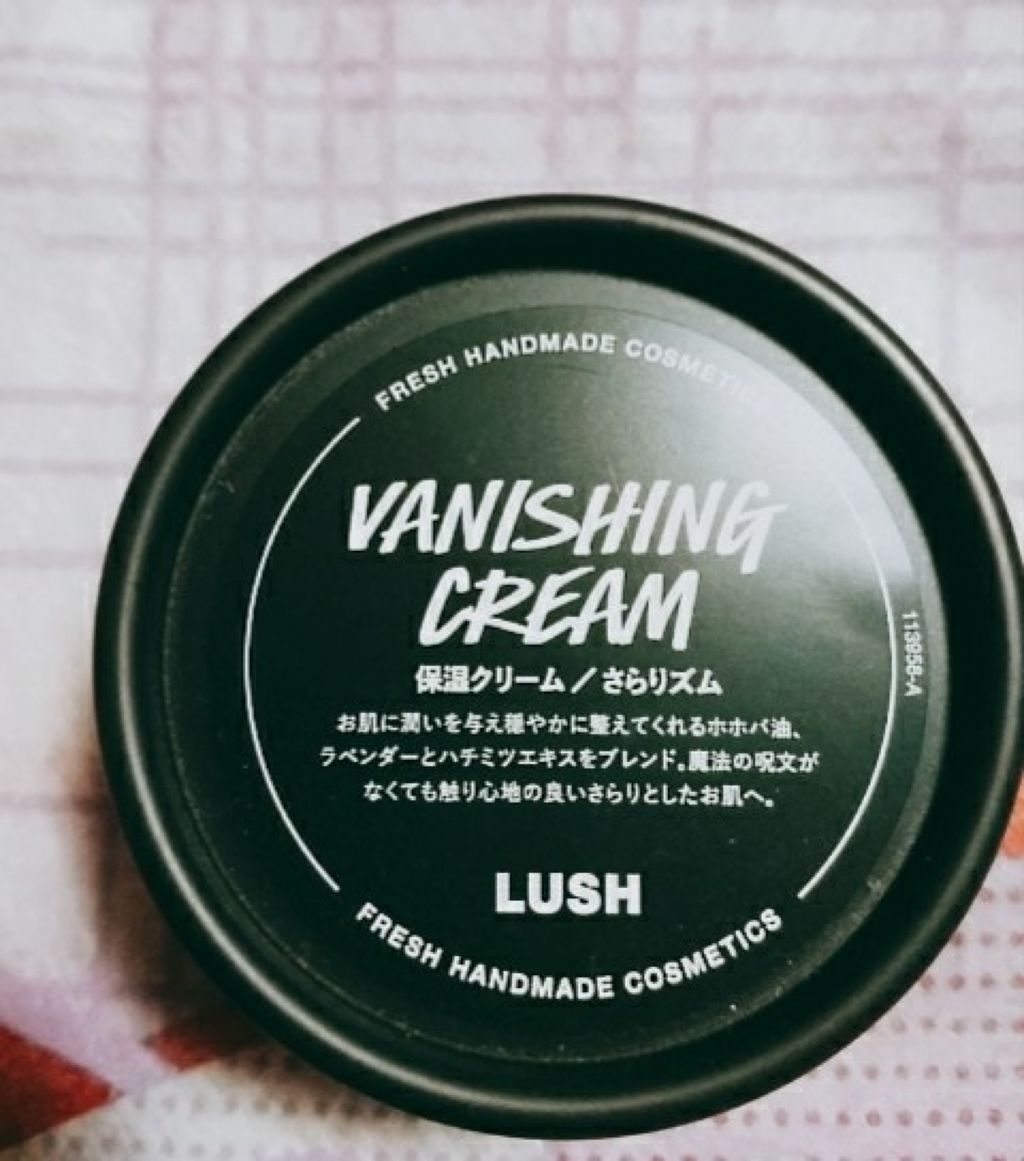 FRESH HANDMADE COSMETICS
VANISHING
CREAM
保湿クリーム／さらりズム
お肌に潤いを与え穏やかに整えてくれるホホバ油、
ラベンダーとハチミツエキスをブレンド。魔法の呪文が
なくても触り心地の良いさらりとしたお肌へ。
113958-A
LUSH
FRESH HANDMADE COSMETICS